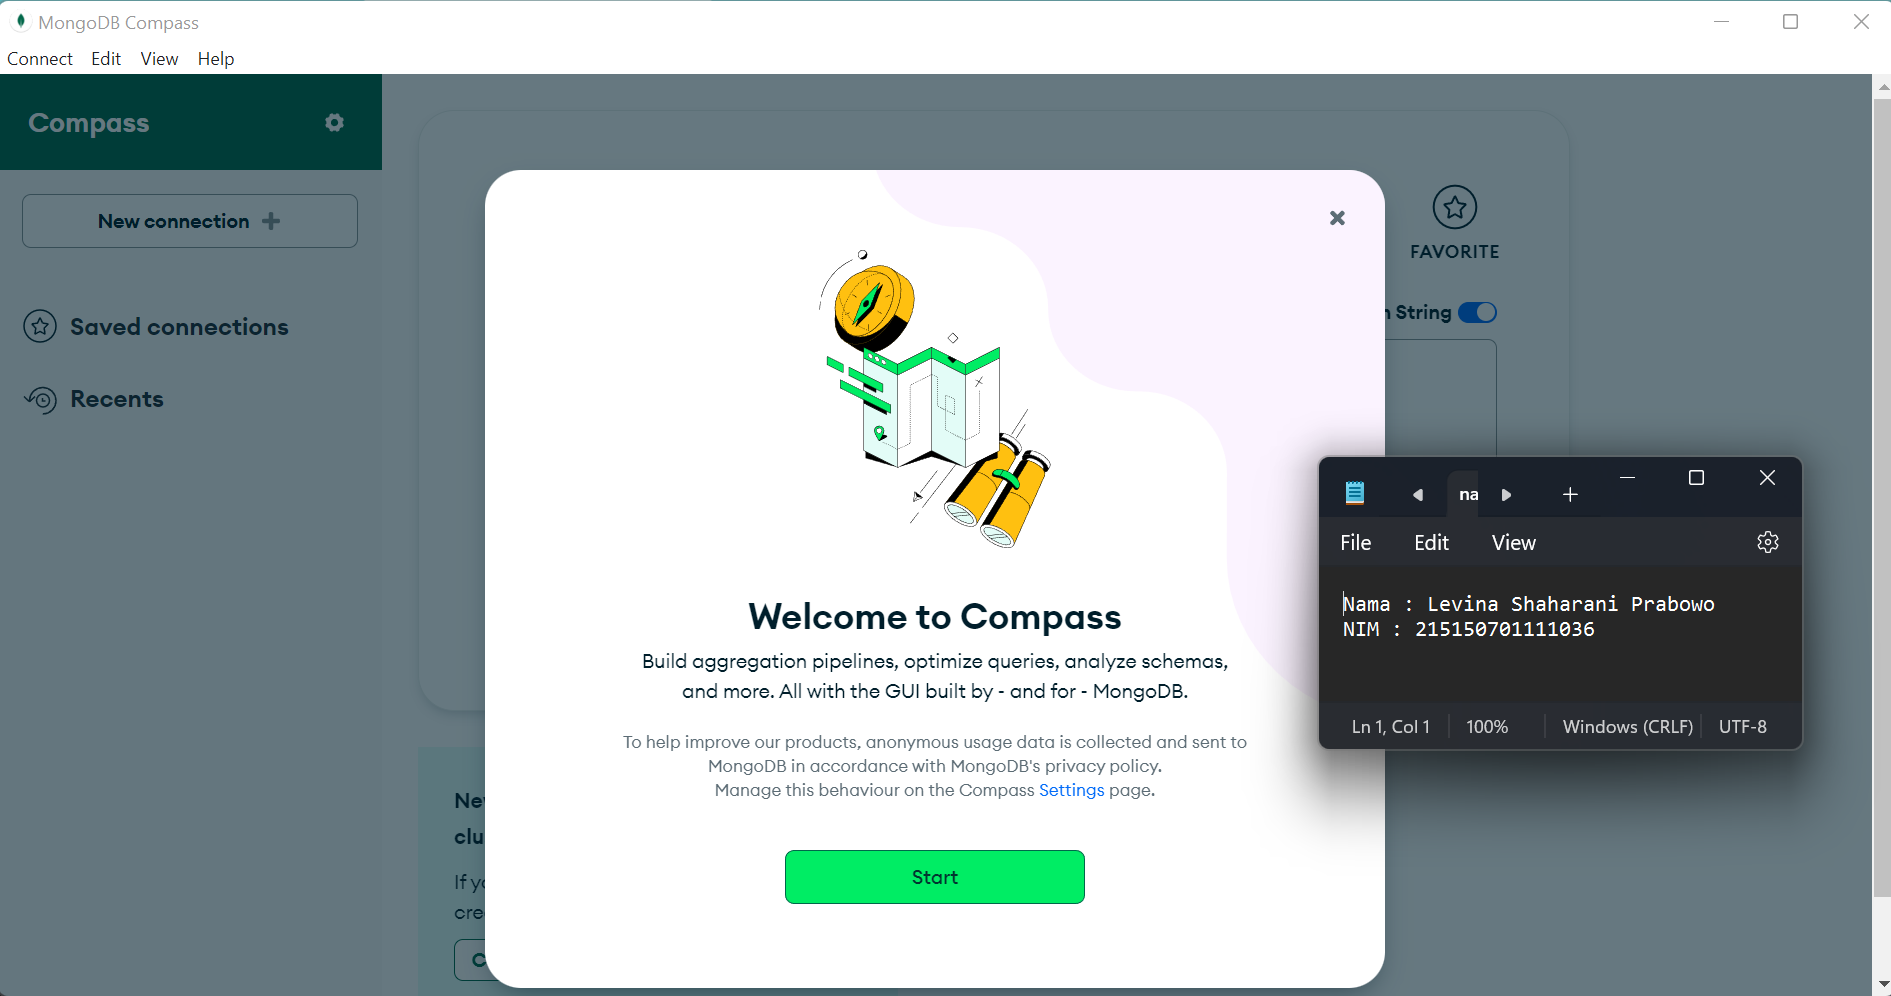 MongoDB Compass
Connect Edit View Help
Compass
New connection
Saved connections
Recents
FAVORITE
String
Welcome to Compass
Build aggregation pipelines, optimize queries, analyze schemas,
and more. All with the GUI built by - and for - MongoDB.
To help improve our products, anonymous usage data is collected and sent to
MongoDB in accordance with MongoDB's privacy policy.
Manage this behaviour on the Compass Settings page.
Start
If
na
File Edit View
Nama : Levina Shaharani Prabowo
NIM : 215150701111036
Ln 1, Col 1 100% Windows (CRLF) UTF-8